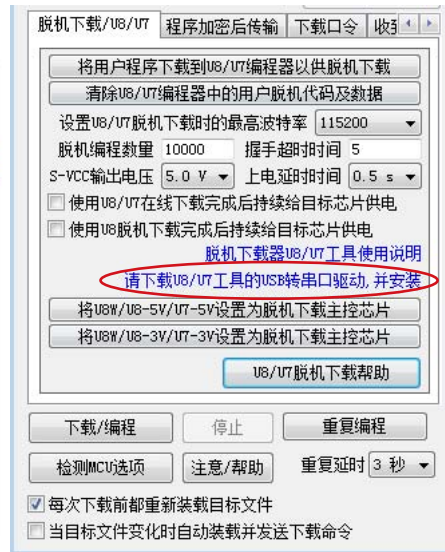 脱机下载/U8/U7 程序加密后传输 下载口令
将用户程序下载到U8/U7编程器以供脱机下载
清除U8/U7编程器中的用户脱机代码及数据
设置U8/U7脱机下载时的最高波特率 115200
脱机编程数量 10000 握手超时时间 5
S-VCC输出电压 5.0 V 上电延时时间 0.5 s
使用U8/U7在线下载完成后持续给目标芯片供电
使用U8脱机下载完成后持续给目标芯片供电
脱机下载器U8/U7工具使用说明
请下载U8/U7工具的USB转串口驱动,并安装
将U8W/U8-5V/U7-5V设置为脱机下载主控芯片
将U8W/U8-3V/U7-3V设置为脱机下载主控芯片
U8/U7脱机下载帮助
下载/编程 停止 重复编程
检测MCU选项 注意/帮助 重复延时 3 秒
每次下载前都重新装载目标文件
当目标文件变化时自动装载并发送下载命令